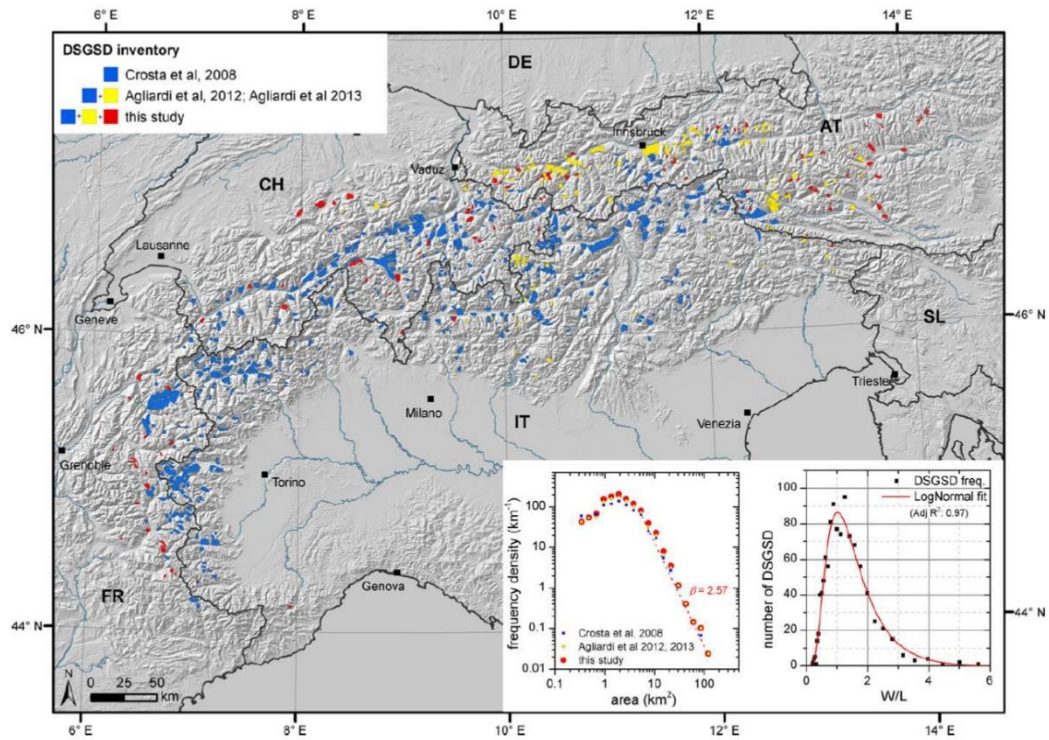 6° E 8° E 10° E 12° E 14° E
DSGSD inventory
Crosta et al, 2008
+ Agliardi et al, 2012; Agliardi et al 2013
+ + this study
DE
Innsbruck
AT
Vaduz
CH
Lausanne
Geneve
46° N 46° N
SL
Trieste
Milano
IT
Venezia
Grenoble
Torino
Genova
FR
44° N 44° N
N
0 25 50
km
frequency density (km⁻¹)
100
10
1
0.1
0.01
β = 2.57
Crosta et al, 2008
Agliardi et al 2012, 2013
this study
0.1 1 10 100
area (km²)
number of DSGSD
100
80
60
40
20
0
DSGSD freq.
LogNormal fit
(Adj R²: 0.97)
0 2 4 6
W/L
6° E 8° E 10° E 12° E 14° E